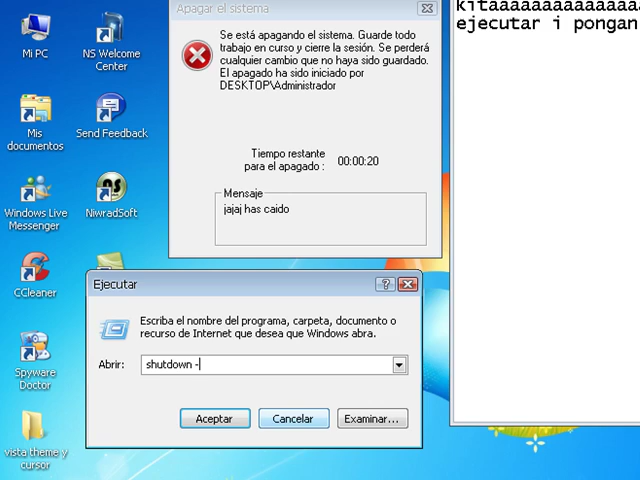 Mi PC
NS Welcome
Center
Mis
documentos
Send Feedback
Windows Live
Messenger
NiwradSoft
CCleaner
Spyware
Doctor
vista theme y
cursor
Apagar el sistema
Se está apagando el sistema. Guarde todo
trabajo en curso y cierre la sesión. Se perderá
cualquier cambio que no haya sido guardado.
El apagado ha sido iniciado por
DESKTOP\Administrador
Tiempo restante
para el apagado :
00:00:20
Mensaje
jajaj has caido
Ejecutar
Escriba el nombre del programa, carpeta, documento o
recurso de Internet que desea que Windows abra.
Abrir:
shutdown -
Aceptar
Cancelar
Examinar...
ejecutar i pongan